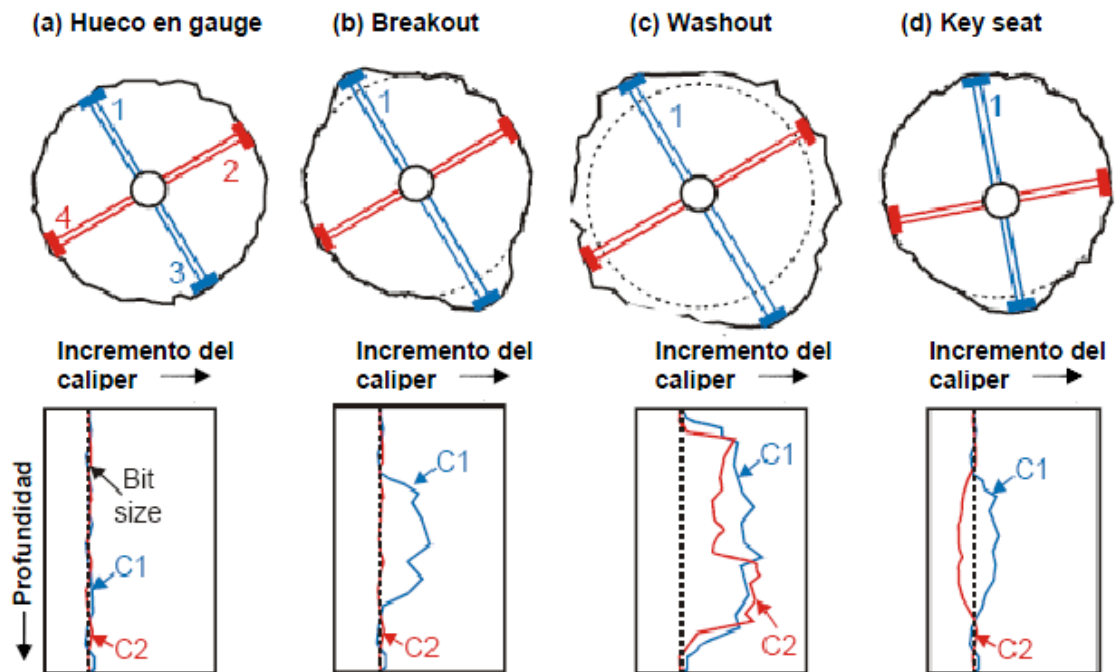 (a) Hueco en gauge
(b) Breakout
(c) Washout
(d) Key seat
1
2
4
3
1
1
1
Incremento del
caliper
Incremento del
caliper
Incremento del
caliper
Incremento del
caliper
Profundidad
Bit
size
C1
C2
C1
C2
C1
C2
C1
C2